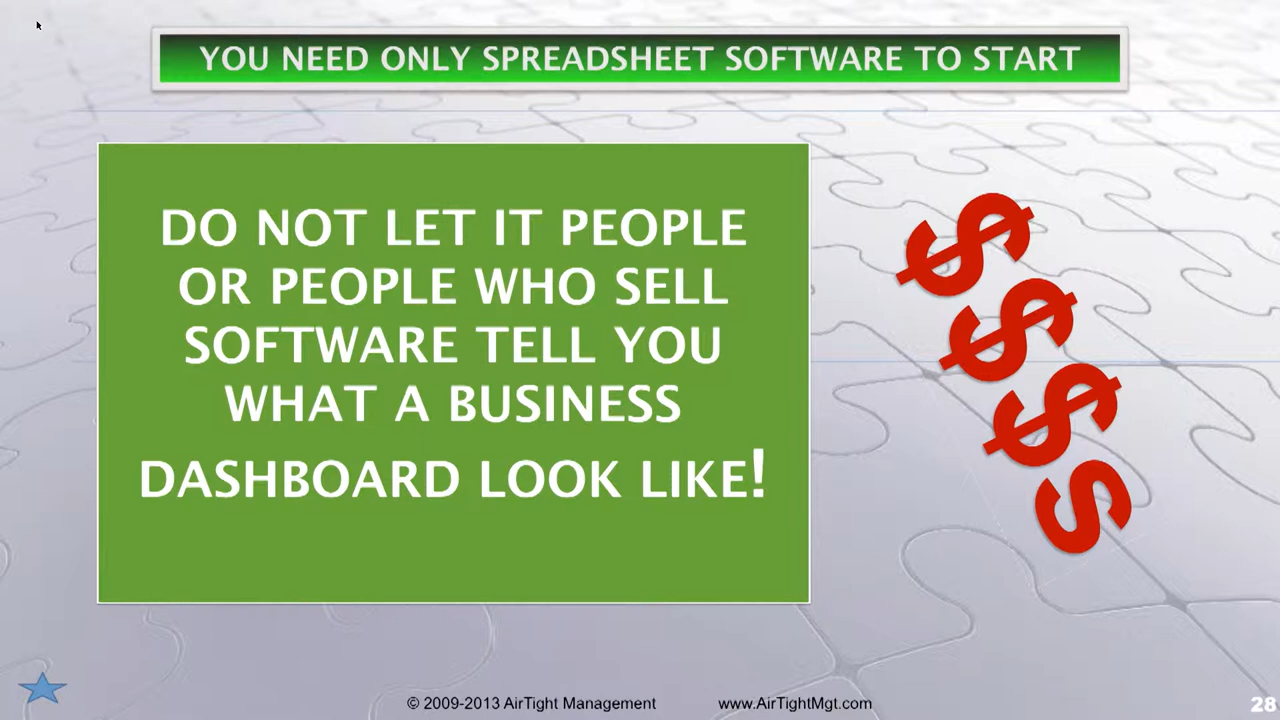 YOU NEED ONLY SPREADSHEET SOFTWARE TO START
DO NOT LET IT PEOPLE
OR PEOPLE WHO SELL
SOFTWARE TELL YOU
WHAT A BUSINESS
DASHBOARD LOOK LIKE!
$$$S
© 2009-2013 AirTight Management www.AirTightMgt.com
28